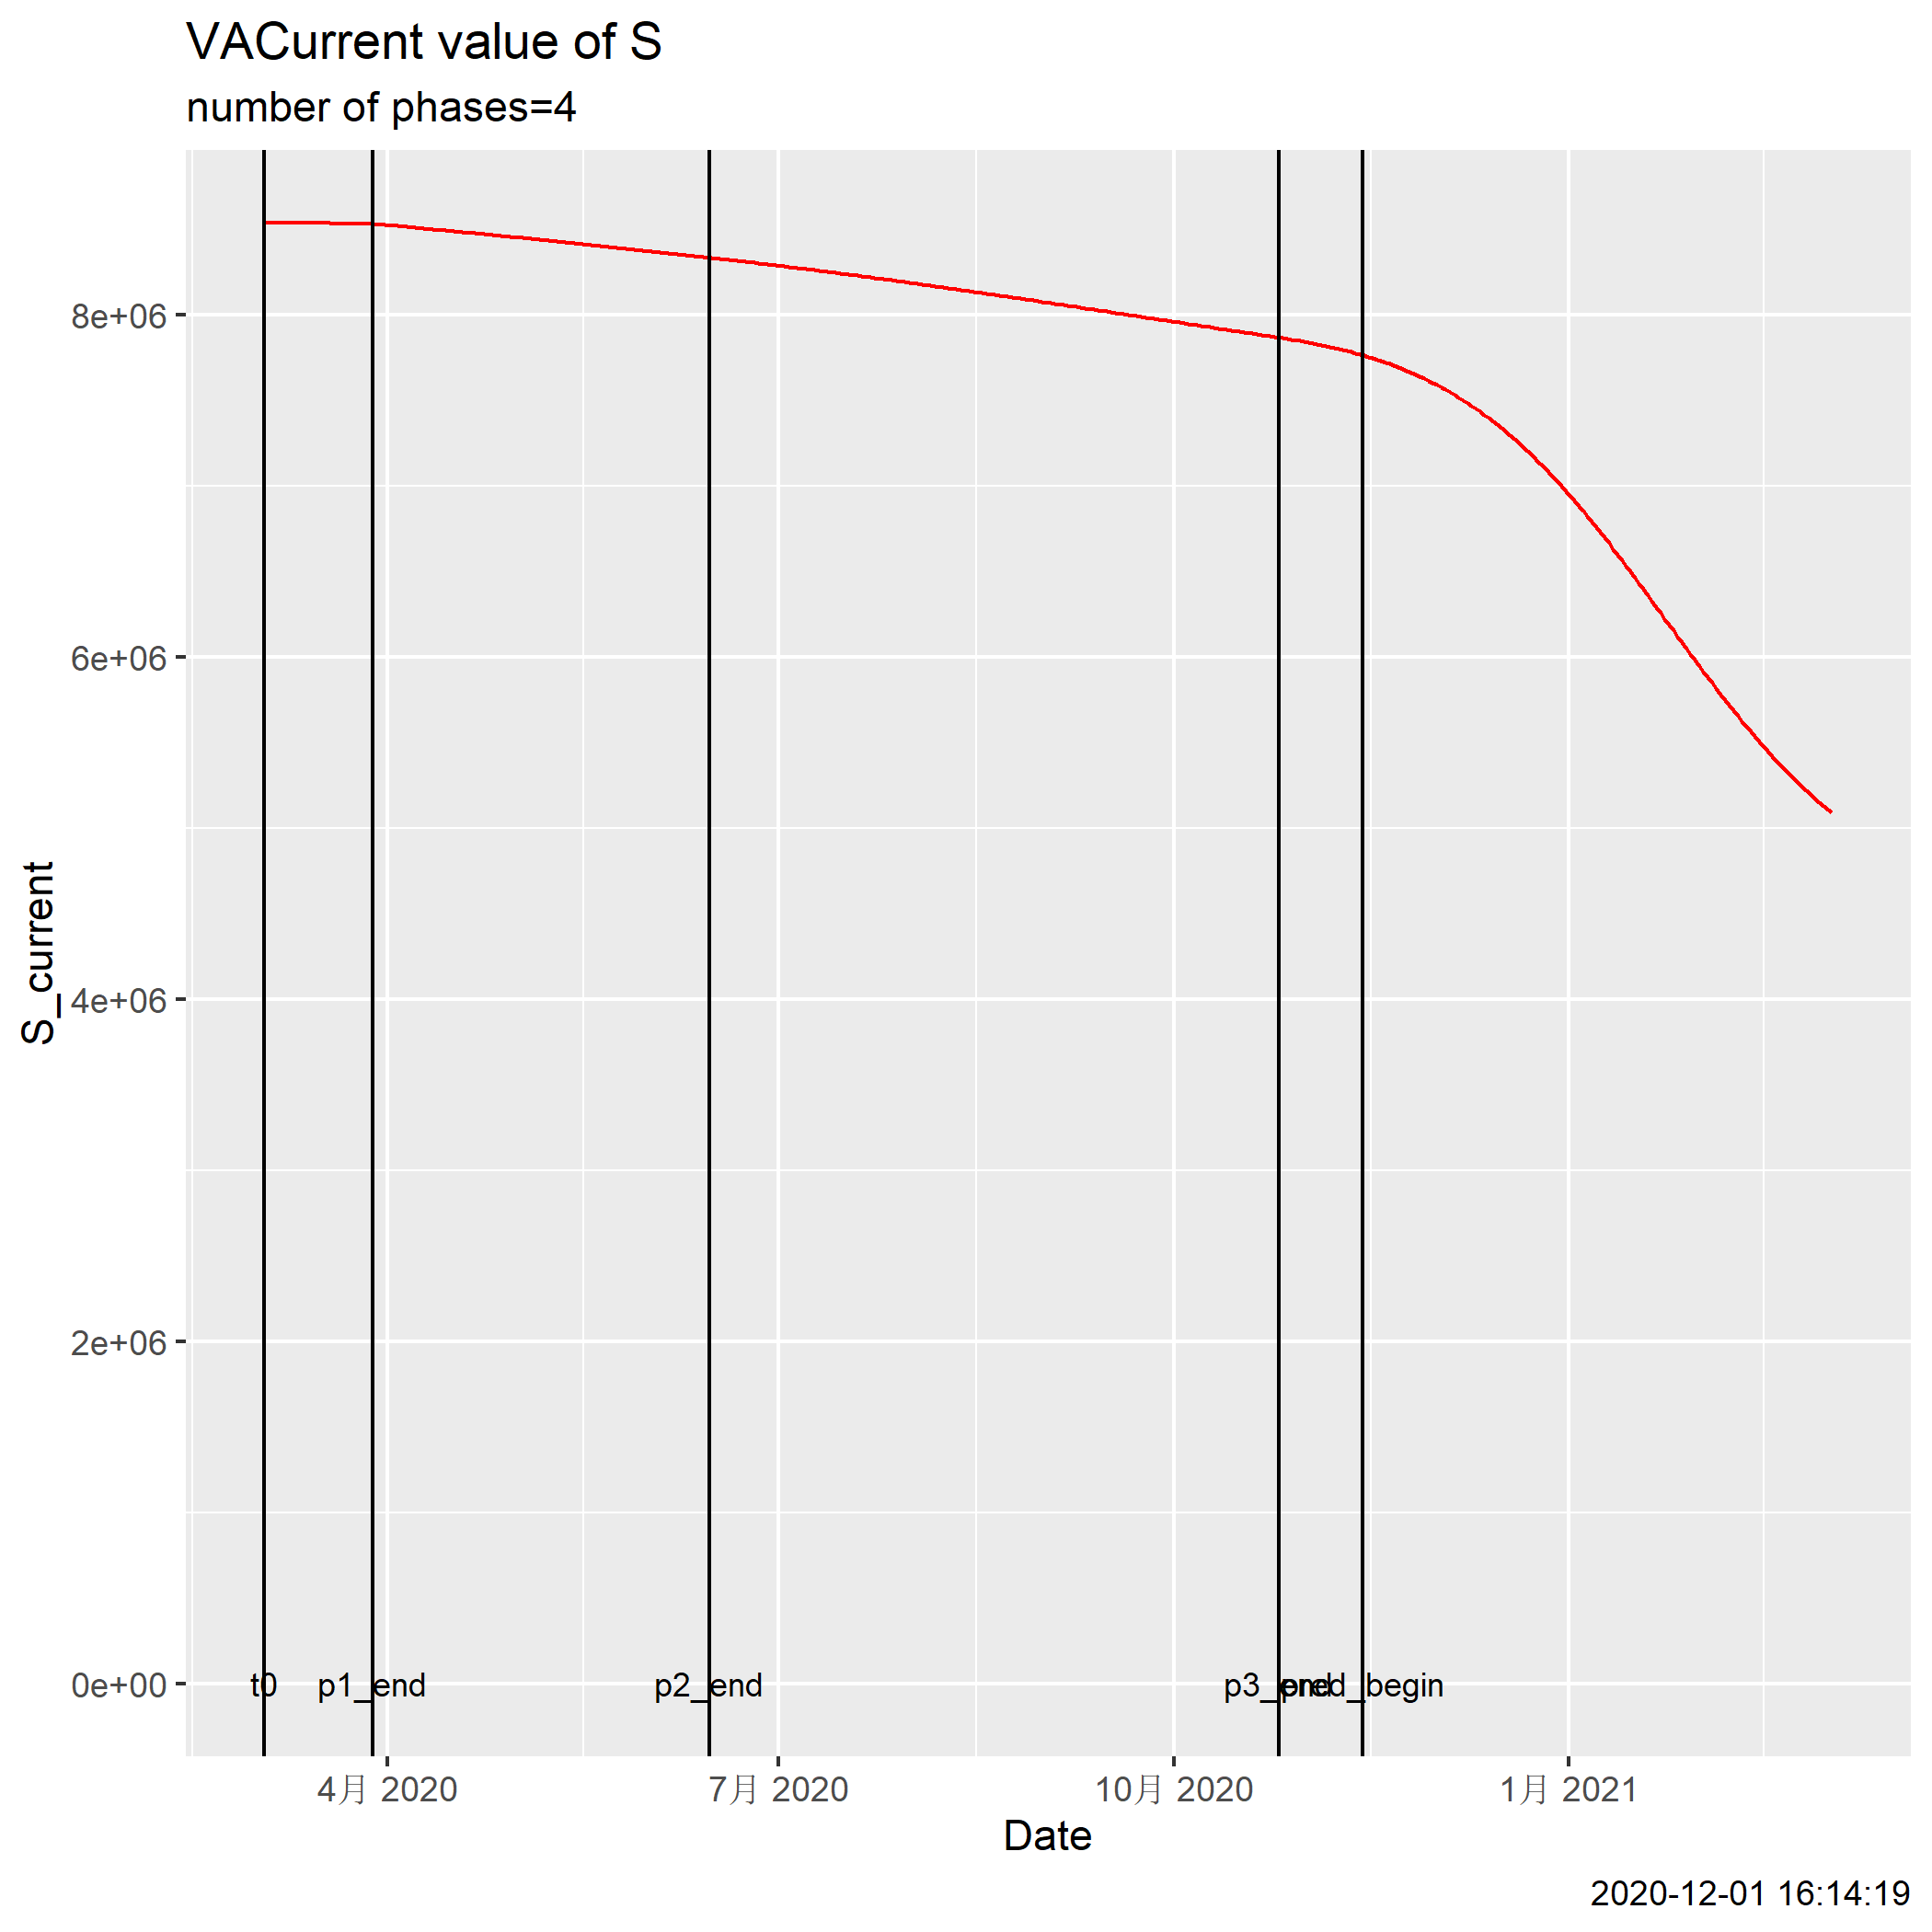 VACurrent value of S
number of phases=4
S_current
8e+06
6e+06
4e+06
2e+06
0e+00
t0 p1_end p2_end p3_end pred_begin
4月 2020 7月 2020 10月 2020 1月 2021
Date
2020-12-01 16:14:19